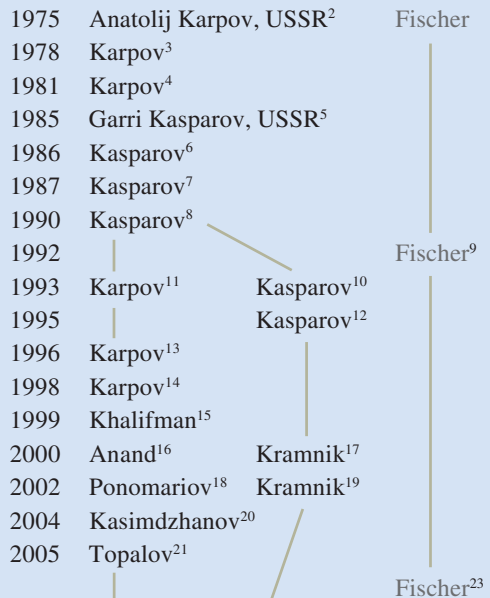 1975 Anatolij Karpov, USSR² Fischer
1978 Karpov³
1981 Karpov⁴
1985 Garri Kasparov, USSR⁵
1986 Kasparov⁶
1987 Kasparov⁷
1990 Kasparov⁸
1992 Fischer⁹
1993 Karpov¹¹ Kasparov¹⁰
1995 Kasparov¹²
1996 Karpov¹³
1998 Karpov¹⁴
1999 Khalifman¹⁵
2000 Anand¹⁶ Kramnik¹⁷
2002 Ponomariov¹⁸ Kramnik¹⁹
2004 Kasimdzhanov²⁰
2005 Topalov²¹
Fischer²³